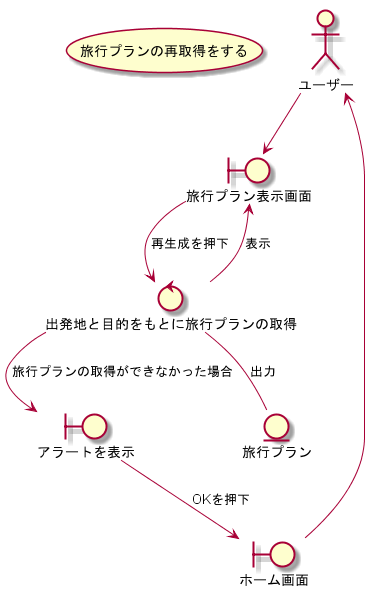 旅行プランの再取得をする
ユーザー
旅行プラン表示画面
再生成を押下
表示
出発地と目的をもとに旅行プランの取得
旅行プランの取得ができなかった場合
出力
アラートを表示
旅行プラン
OKを押下
ホーム画面